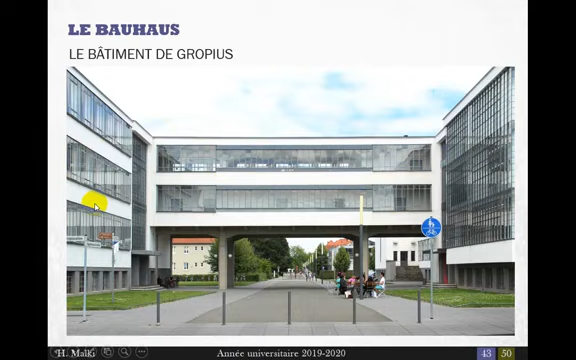 LE BAUHAUS
LE BÂTIMENT DE GROPIUS
H. Malki
Année universitaire 2019-2020
43
50